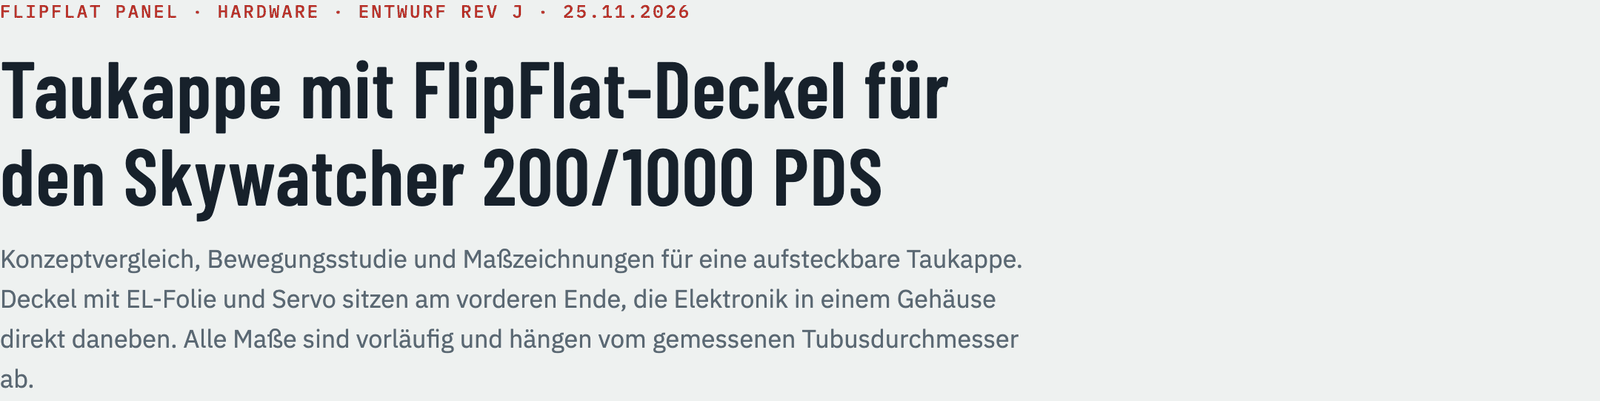 FLIPFLAT PANEL · HARDWARE · ENTWURF REV J · 25.11.2026
Taukappe mit FlipFlat-Deckel für
den Skywatcher 200/1000 PDS
Konzeptvergleich, Bewegungsstudie und Maßzeichnungen für eine aufsteckbare Taukappe.
Deckel mit EL-Folie und Servo sitzen am vorderen Ende, die Elektronik in einem Gehäuse
direkt daneben. Alle Maße sind vorläufig und hängen vom gemessenen Tubusdurchmesser
ab.